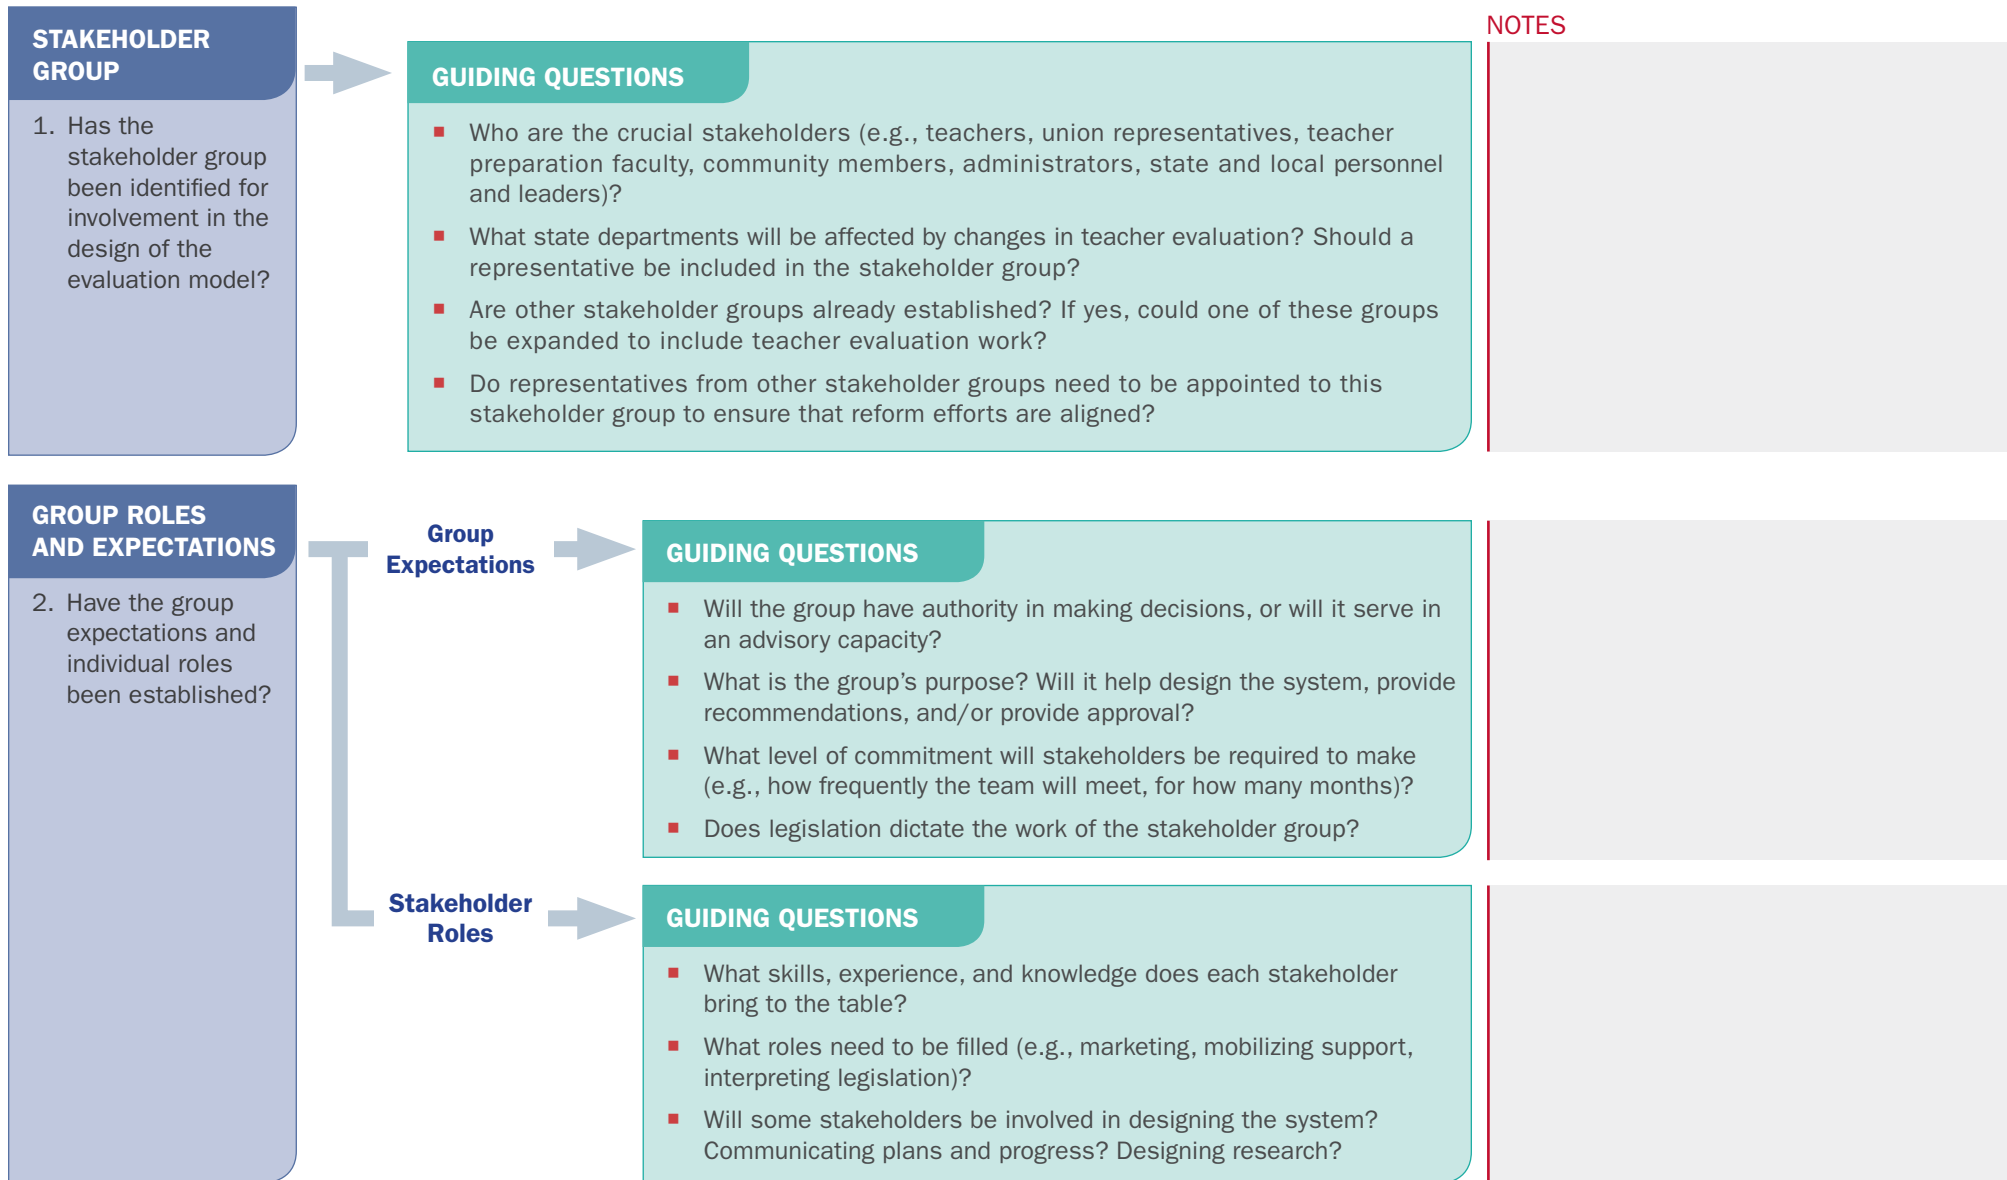 STAKEHOLDER
GROUP
1. Has the
stakeholder group
been identified for
involvement in the
design of the
evaluation model?
GUIDING QUESTIONS
■ Who are the crucial stakeholders (e.g., teachers, union representatives, teacher
preparation faculty, community members, administrators, state and local personnel
and leaders)?
■ What state departments will be affected by changes in teacher evaluation? Should a
representative be included in the stakeholder group?
■ Are other stakeholder groups already established? If yes, could one of these groups
be expanded to include teacher evaluation work?
■ Do representatives from other stakeholder groups need to be appointed to this
stakeholder group to ensure that reform efforts are aligned?
NOTES
GROUP ROLES
AND EXPECTATIONS
2. Have the group
expectations and
individual roles
been established?
Group
Expectations
GUIDING QUESTIONS
■ Will the group have authority in making decisions, or will it serve in
an advisory capacity?
■ What is the group’s purpose? Will it help design the system, provide
recommendations, and/or provide approval?
■ What level of commitment will stakeholders be required to make
(e.g., how frequently the team will meet, for how many months)?
■ Does legislation dictate the work of the stakeholder group?
Stakeholder
Roles
GUIDING QUESTIONS
■ What skills, experience, and knowledge does each stakeholder
bring to the table?
■ What roles need to be filled (e.g., marketing, mobilizing support,
interpreting legislation)?
■ Will some stakeholders be involved in designing the system?
Communicating plans and progress? Designing research?